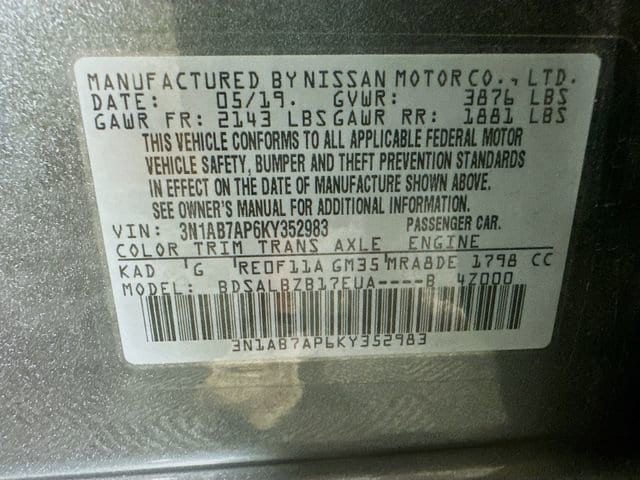 MANUFACTURED BY NISSAN MOTOR CO., LTD.
DATE: 05/19. GVWR: 3876 LBS
GAWR FR: 2143 LBS GAWR RR: 1881 LBS
THIS VEHICLE CONFORMS TO ALL APPLICABLE FEDERAL MOTOR
VEHICLE SAFETY, BUMPER AND THEFT PREVENTION STANDARDS
IN EFFECT ON THE DATE OF MANUFACTURE SHOWN ABOVE.
SEE OWNER'S MANUAL FOR ADDITIONAL INFORMATION.
VIN: 3N1AB7AP6KY352983 PASSENGER CAR.
COLOR TRIM TRANS AXLE ENGINE
KAD G RE0F11A GM35 MRA8DE 1798 CC
MODEL: BDSALBZB17EUA----B 4Z000
3N1AB7AP6KY352983